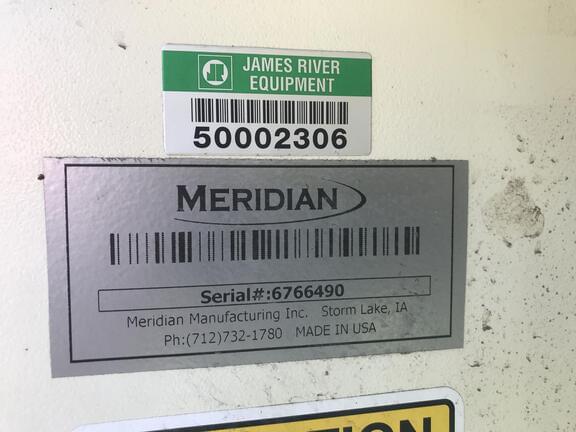 JR JAMES RIVER
EQUIPMENT
50002306
MERIDIAN
Serial#:6766490
Meridian Manufacturing Inc. Storm Lake, IA
Ph:(712)732-1780 MADE IN USA